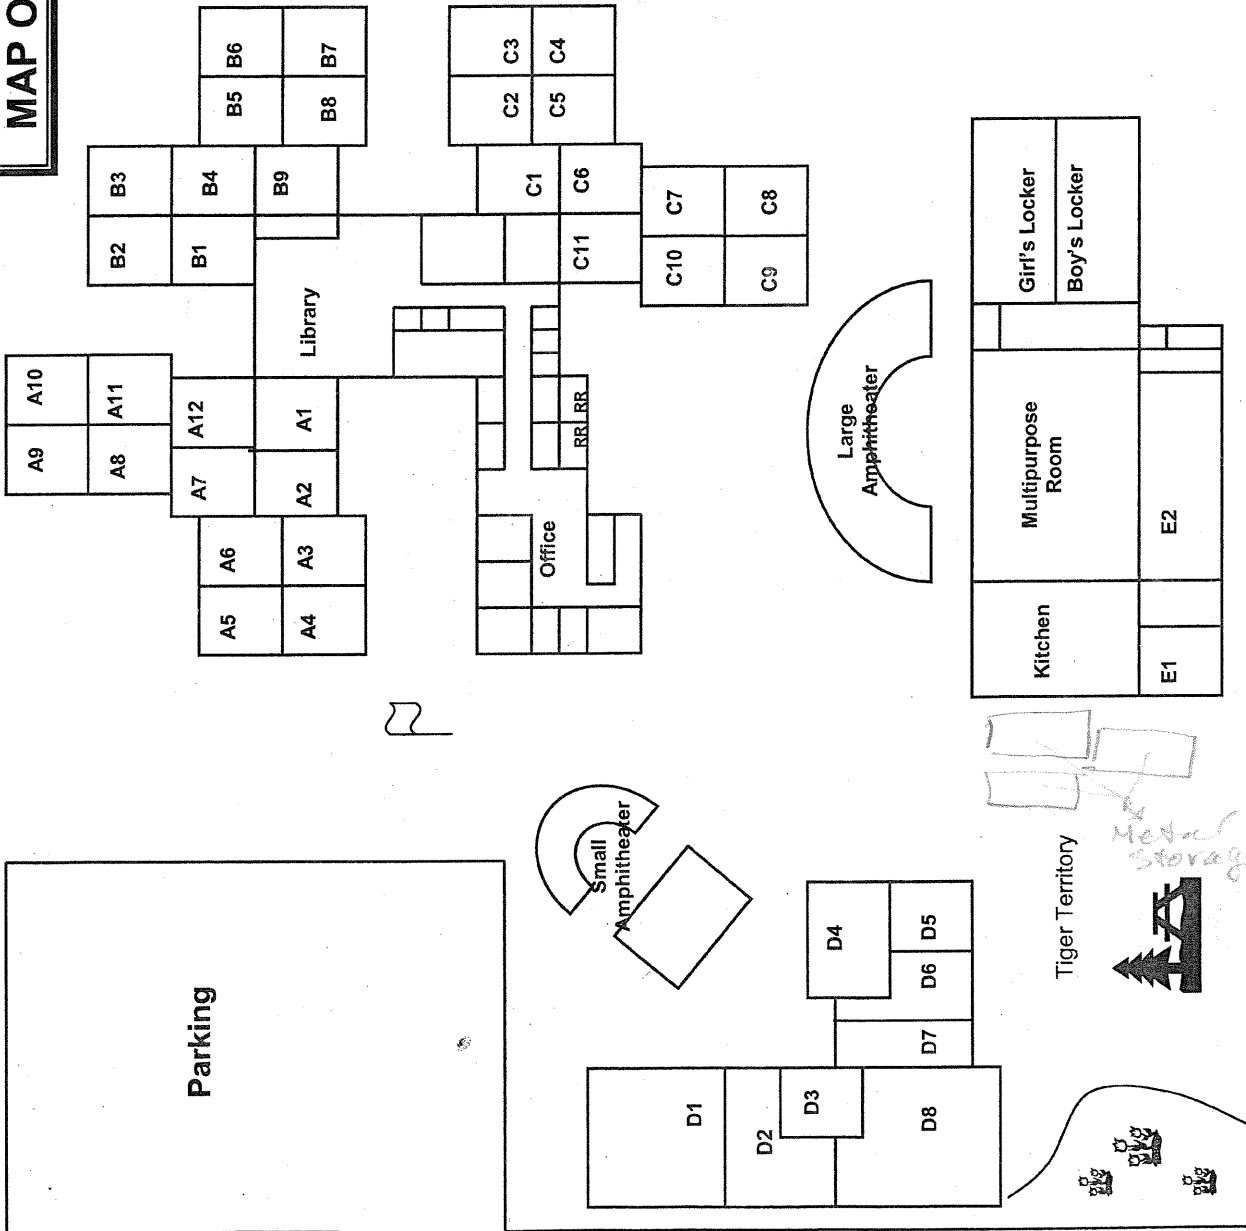 MAP O
A9
A10
A8
A11
B2
B3
Parking
A7
A12
B1
B4
A5
A6
B5
B6
A4
A3
A2
A1
Library
B9
B8
B7
Office
C2
C3
C1
C5
C4
RR
RR
C11
C6
Small
Amphitheater
C10
C7
C9
C8
D1
D2
D3
D4
Large
Amphitheater
D8
D7
D6
D5
Kitchen
Multipurpose
Room
Girl's Locker
Boy's Locker
Tiger Territory
E1
E2
Metal
Storag